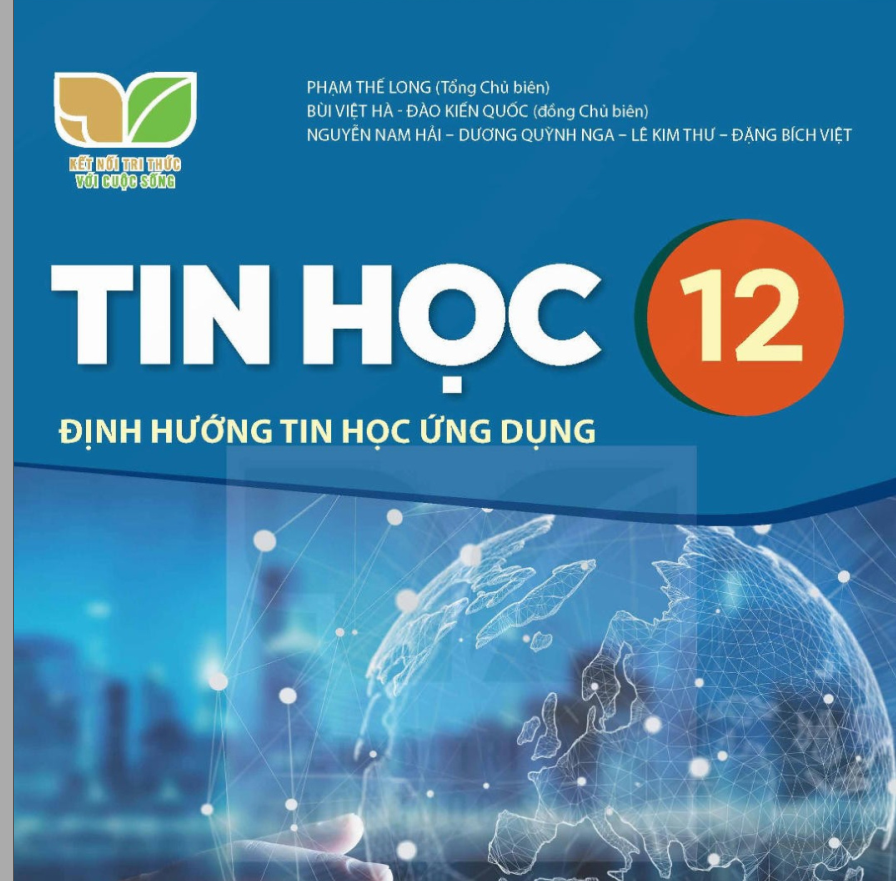 PHẠM THẾ LONG (Tổng Chủ biên)
BÙI VIỆT HÀ - ĐÀO KIẾN QUỐC (đồng Chủ biên)
NGUYỄN NAM HẢI – DƯƠNG QUỲNH NGA – LÊ KIM THƯ – ĐẶNG BÍCH VIỆT
KẾT NỐI TRI THỨC
VỚI CUỘC SỐNG
TIN HỌC 12
ĐỊNH HƯỚNG TIN HỌC ỨNG DỤNG